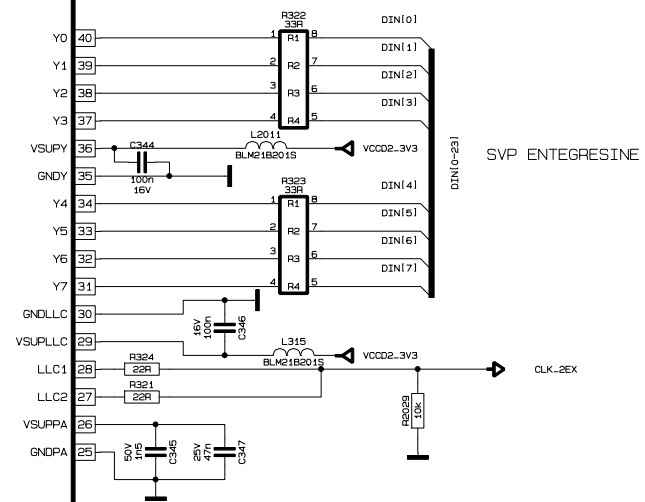 R322
33R
DIN[0]
Y0 40 1 R1 8
DIN[1]
Y1 39 2 R2 7
DIN[2]
Y2 38 3 R3 6
DIN[3]
Y3 37 4 R4 5
L2011
VSUPY 36 C344 BLM21B201S VCCD2_3V3
DIN[0-23]
SVP ENTEGRESINE
GNDY 35 100n
16V
R323
33R
DIN[4]
Y4 34 1 R1 8
DIN[5]
Y5 33 2 R2 7
DIN[6]
Y6 32 3 R3 6
DIN[7]
Y7 31 4 R4 5
GNDLLC 30
16V
100n
C346
VSUPLLC 29 L315
BLM21B201S VCCD2_3V3
R324
LLC1 28 22R CLK_2EX
R321
LLC2 27 22R
R2029
10k
VSUPPA 26
50V
1n5
C345
25V
47n
C347
GNDPA 25